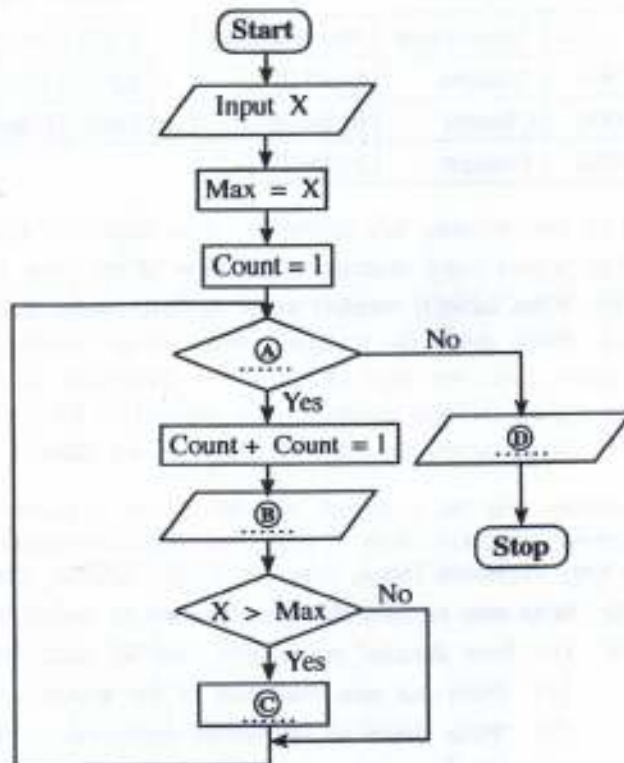 Start
Input X
Max = X
Count = 1
Ⓐ
......
No
Yes
Count + Count = 1
Ⓓ
......
Ⓑ
......
Stop
X > Max
No
Yes
Ⓒ
......